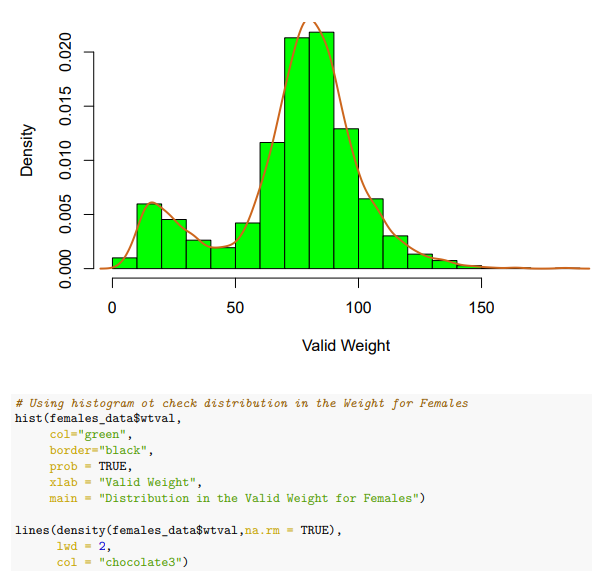 0.020
0.015
0.010
0.005
0.000
Density
0 50 100 150
Valid Weight
# Using histogram ot check distribution in the Weight for Females
hist(females_data$wtval,
col="green",
border="black",
prob = TRUE,
xlab = "Valid Weight",
main = "Distribution in the Valid Weight for Females")
lines(density(females_data$wtval,na.rm = TRUE),
lwd = 2,
col = "chocolate3")